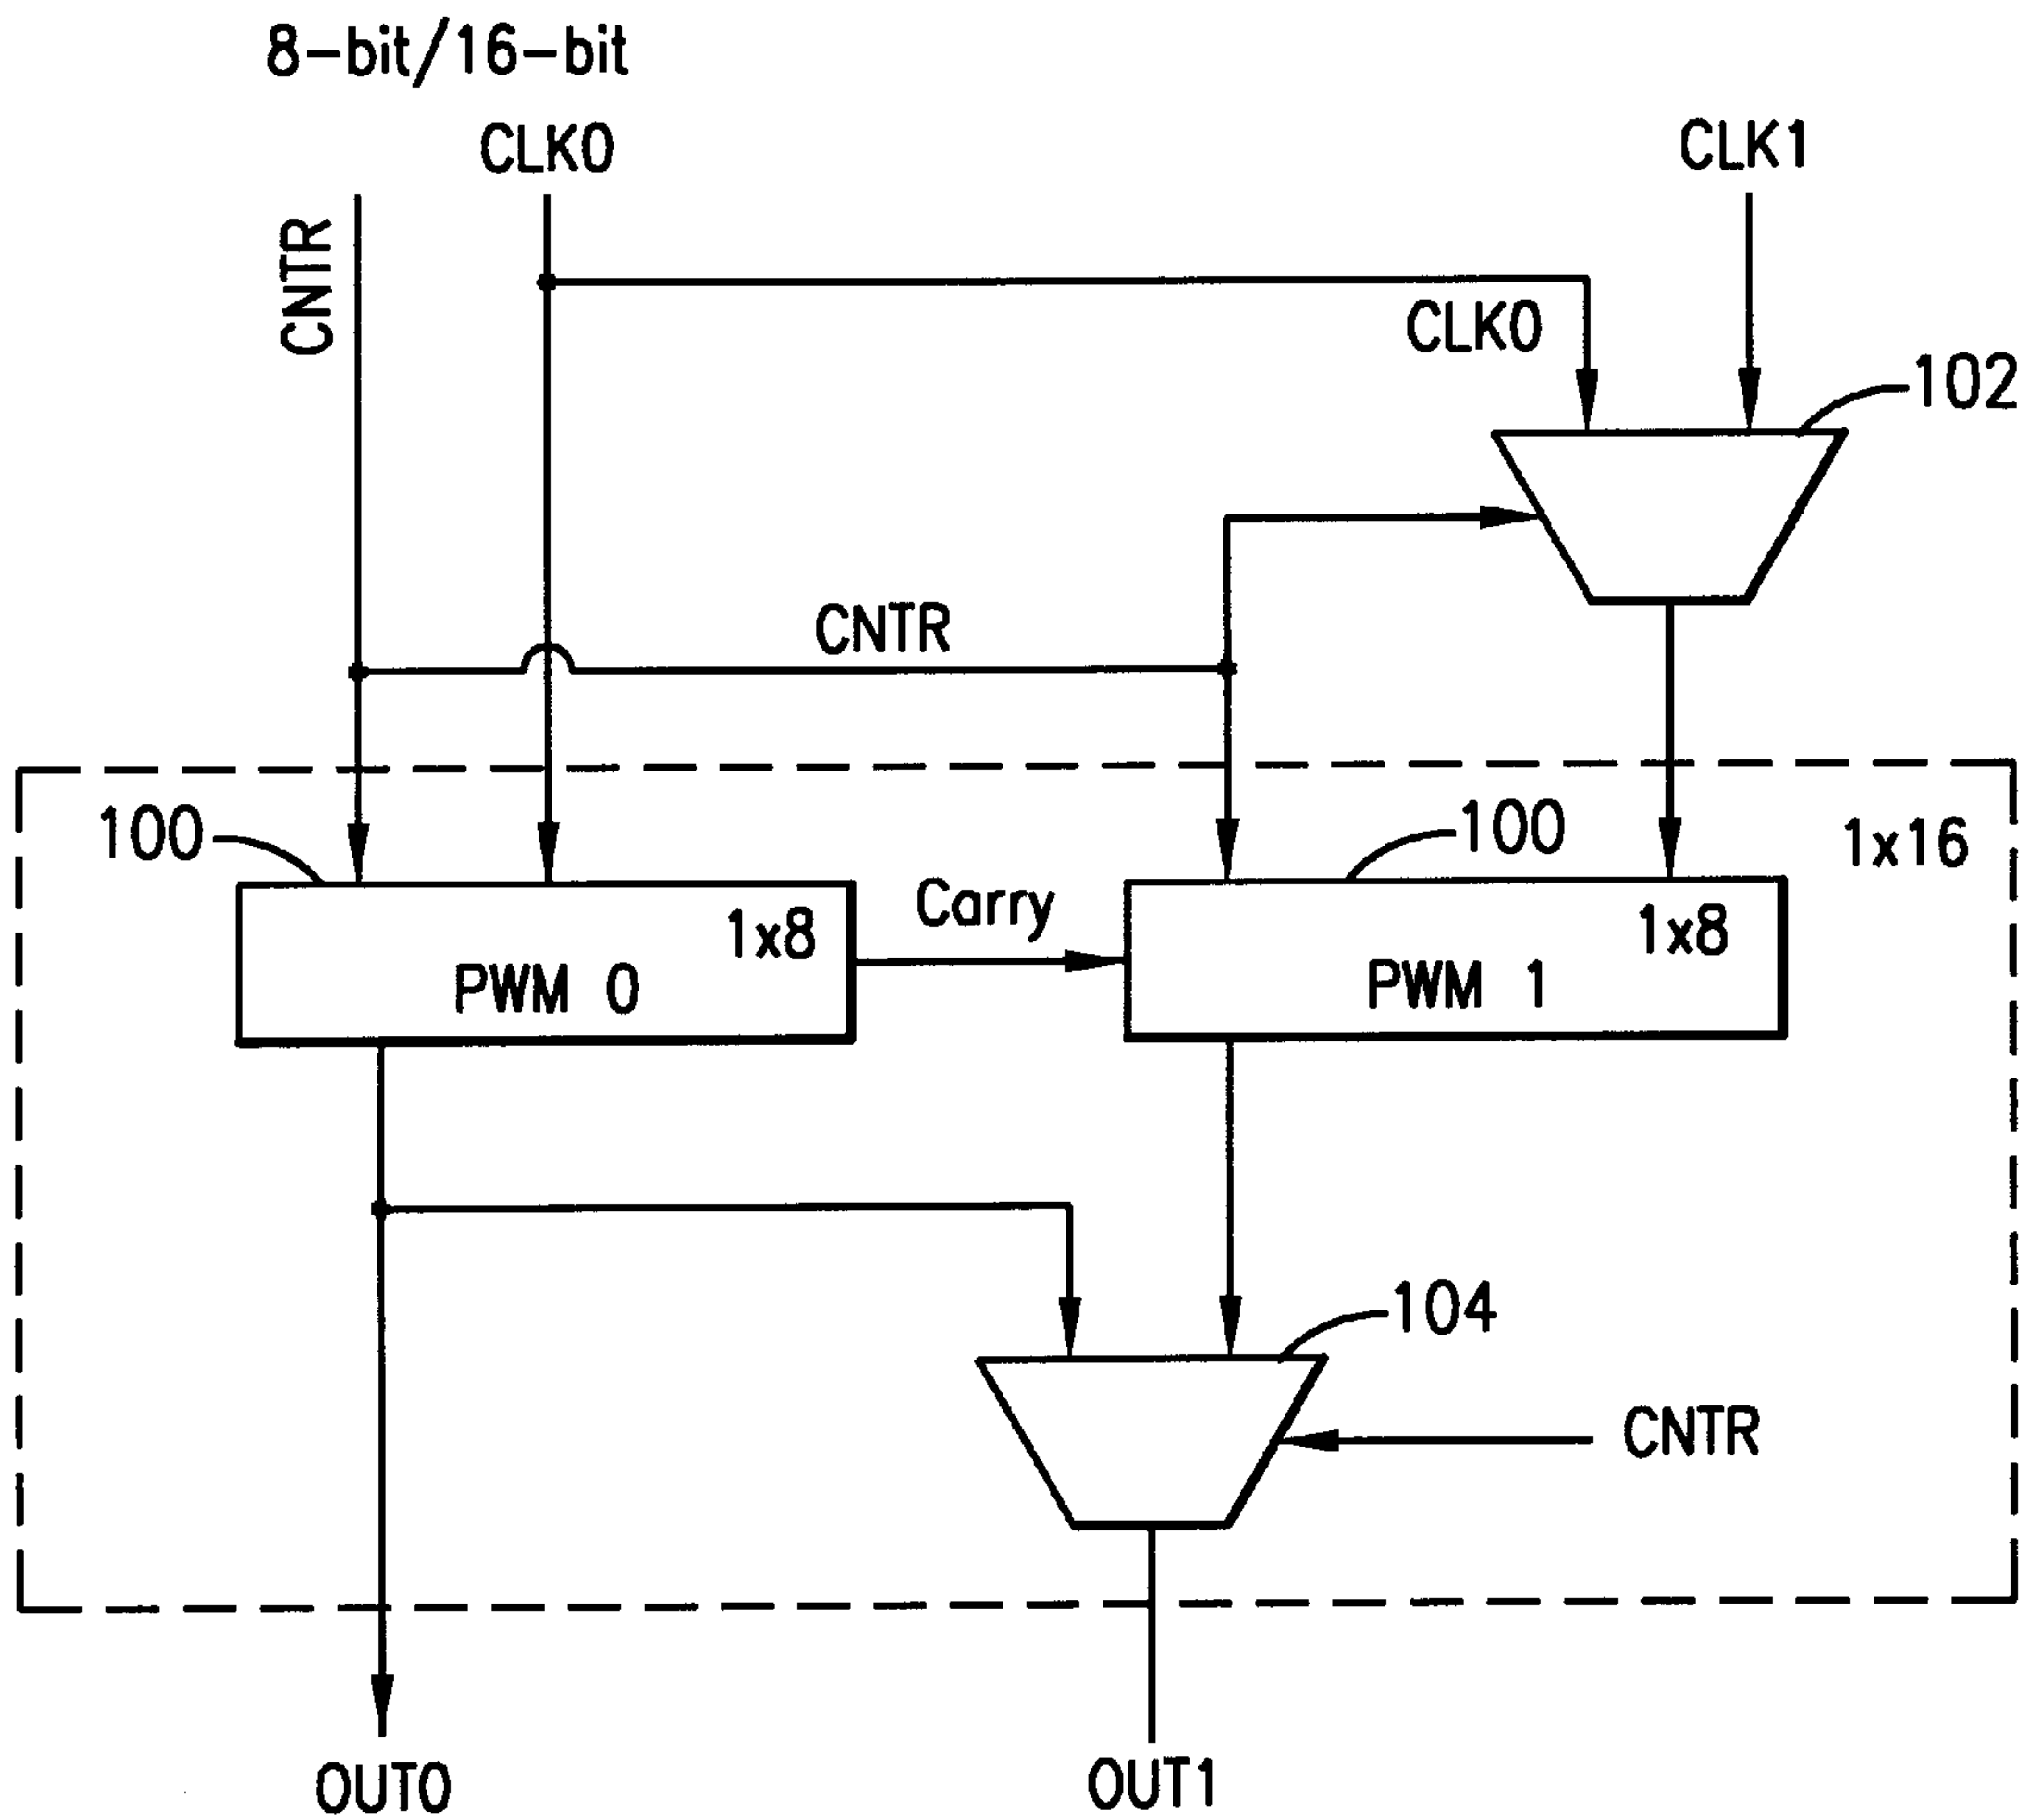 8-bit/16-bit
CLK0
CLK1
CNTR
CLK0
102
CNTR
100
100
1x16
1x8
Carry
1x8
PWM 0
PWM 1
104
CNTR
OUT0
OUT1